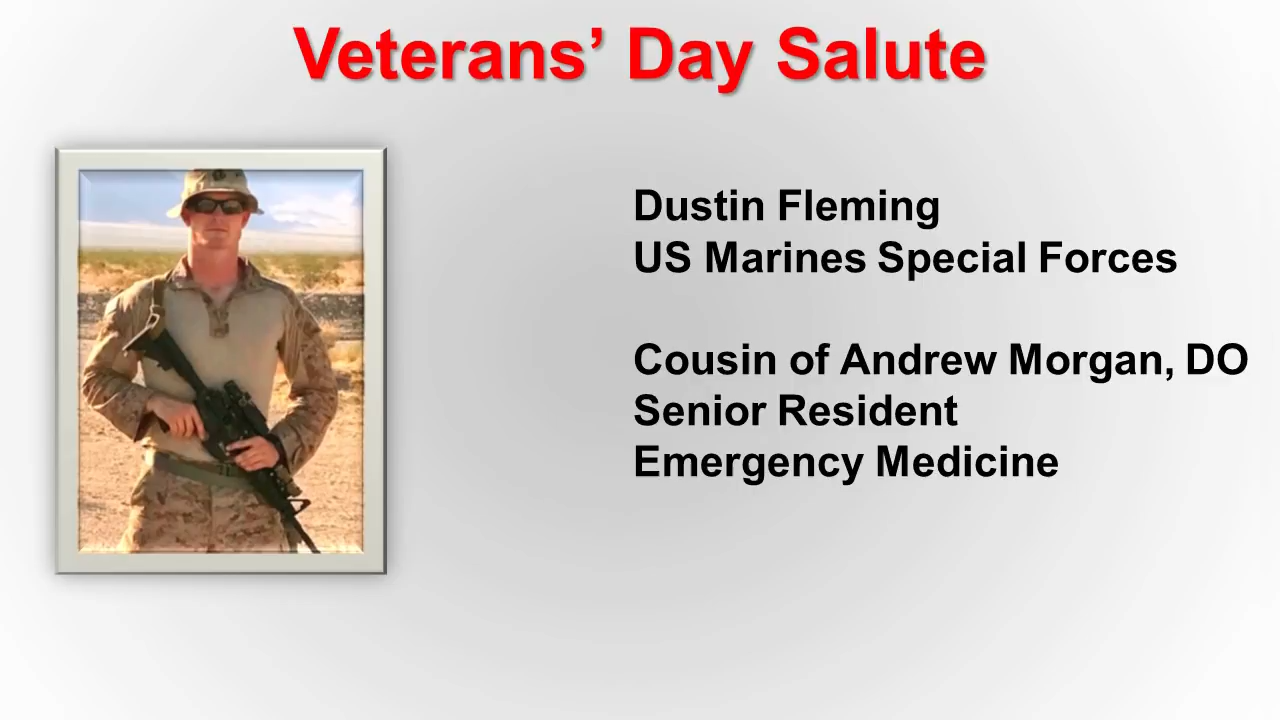 Veterans’ Day Salute
Dustin Fleming
US Marines Special Forces
Cousin of Andrew Morgan, DO
Senior Resident
Emergency Medicine